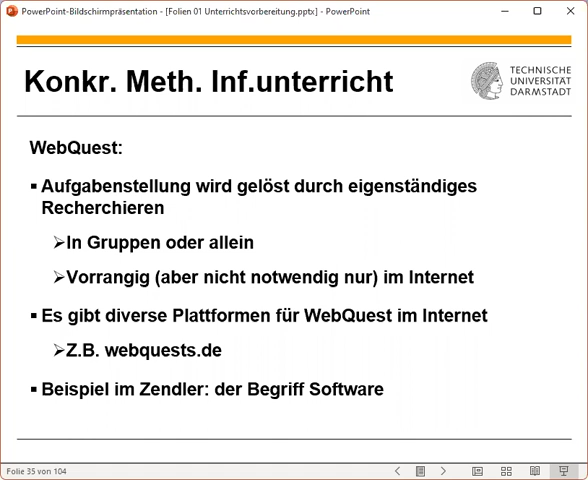 PowerPoint-Bildschirmpräsentation - [Folien 01 Unterrichtsvorbereitung.pptx] - PowerPoint
Konkr. Meth. Inf.unterricht
TECHNISCHE
UNIVERSITÄT
DARMSTADT
WebQuest:
▪ Aufgabenstellung wird gelöst durch eigenständiges
Recherchieren
➢In Gruppen oder allein
➢Vorrangig (aber nicht notwendig nur) im Internet
▪ Es gibt diverse Plattformen für WebQuest im Internet
➢Z.B. webquests.de
▪ Beispiel im Zendler: der Begriff Software
Folie 35 von 104